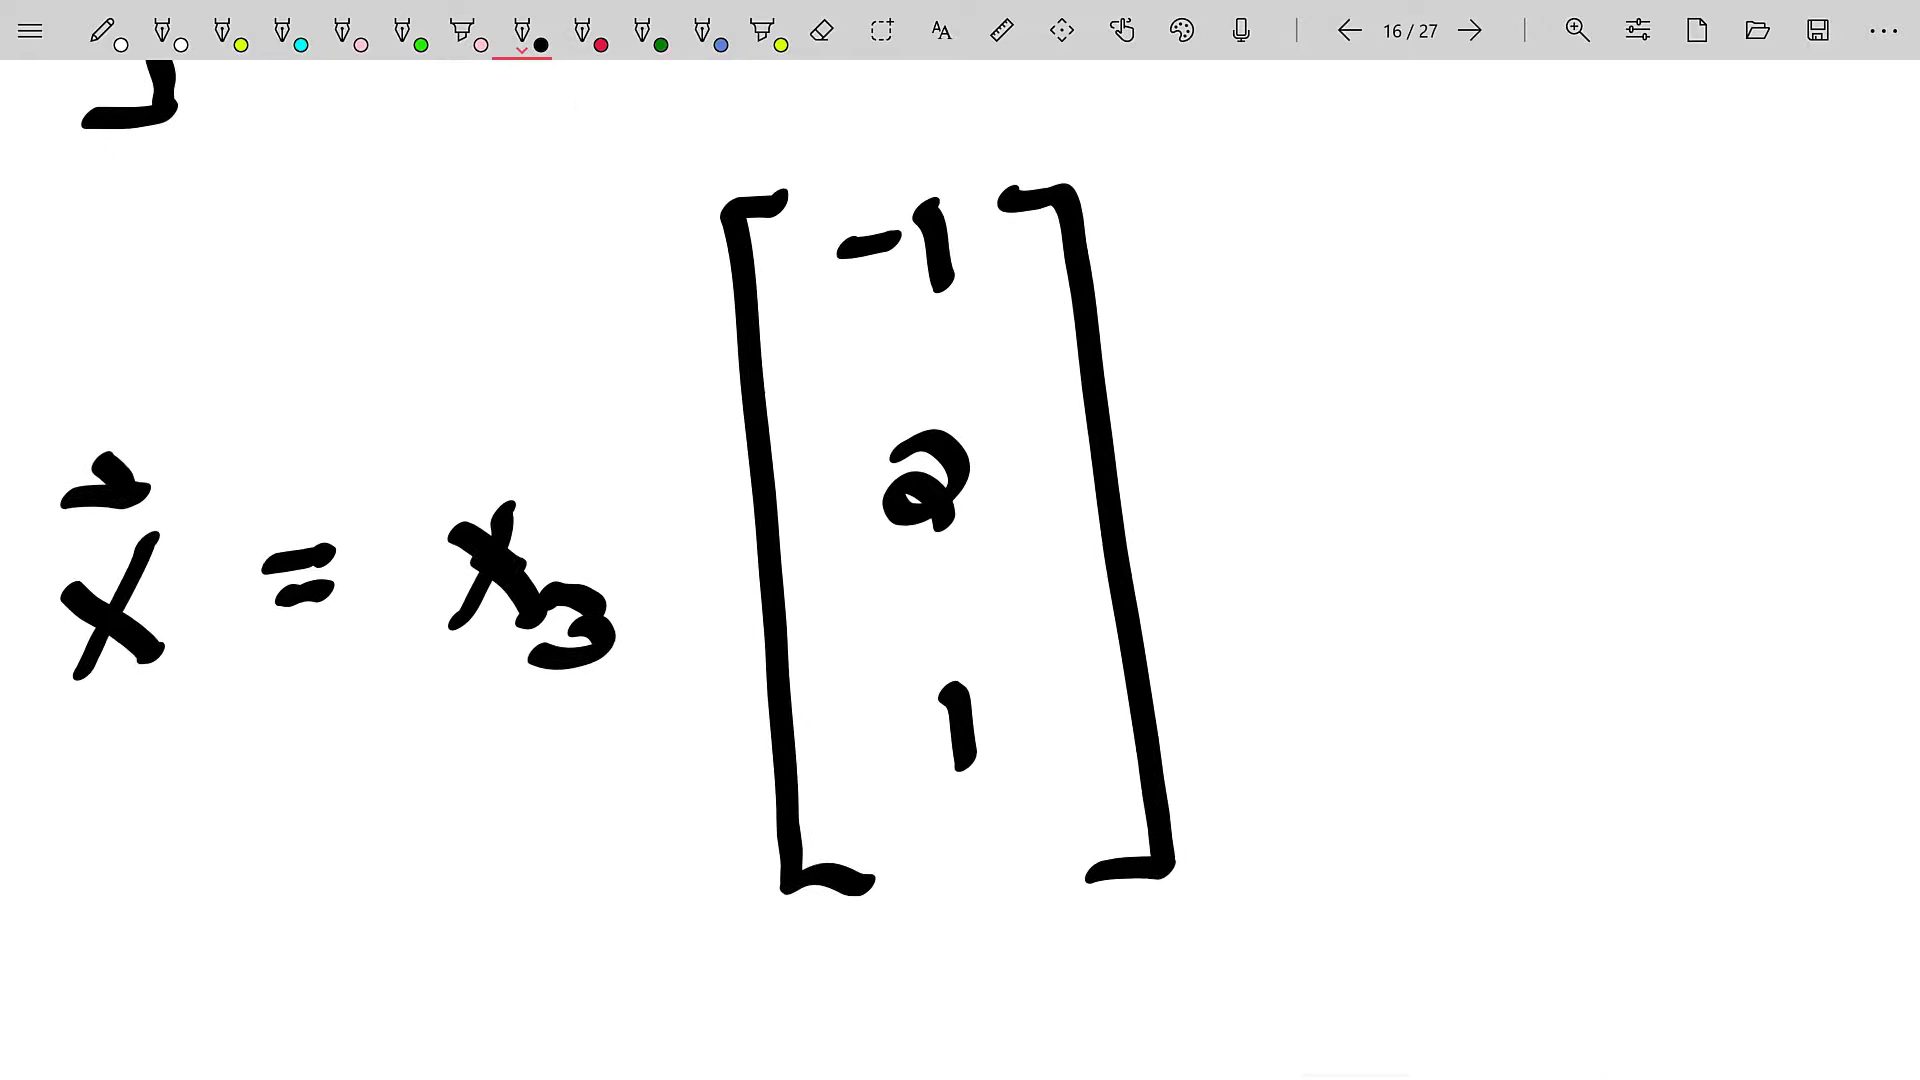 16 / 27
]
x⃗ = x₃ [ -1
2
1 ]